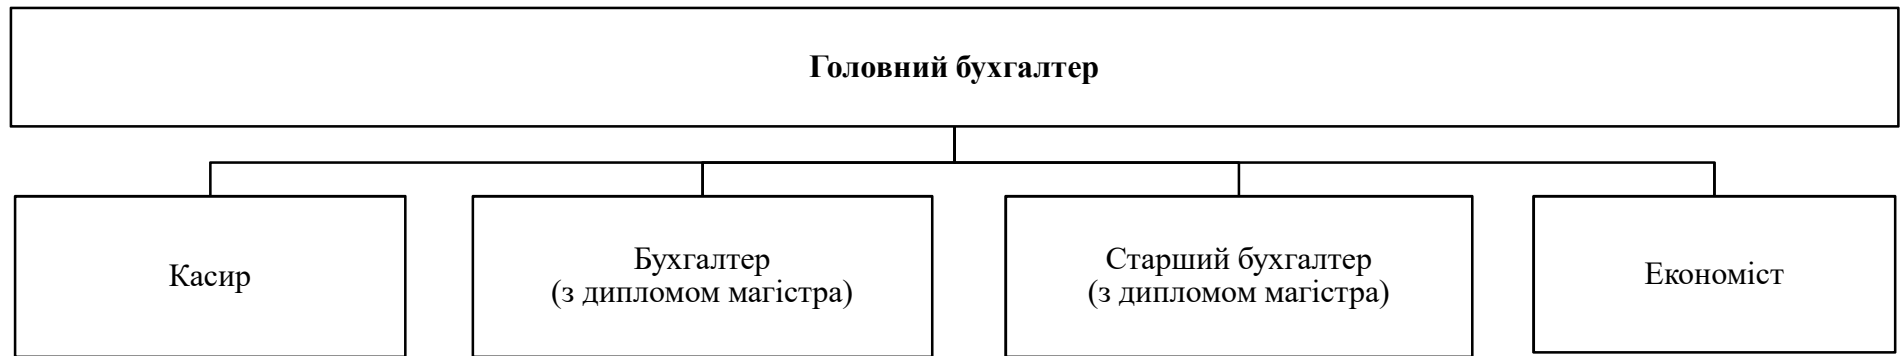 Головний бухгалтер
Касир
Бухгалтер
(з дипломом магістра)
Старший бухгалтер
(з дипломом магістра)
Економіст